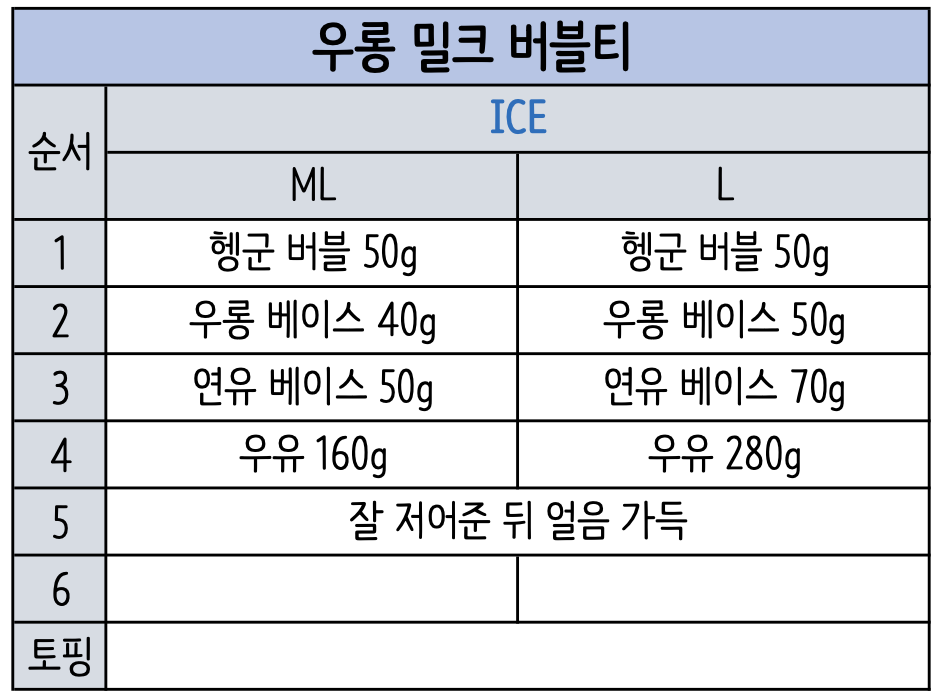 우롱 밀크 버블티
순서 ICE
ML L
1 헹군 버블 50g 헹군 버블 50g
2 우롱 베이스 40g 우롱 베이스 50g
3 연유 베이스 50g 연유 베이스 70g
4 우유 160g 우유 280g
5 잘 저어준 뒤 얼음 가득
6
토핑